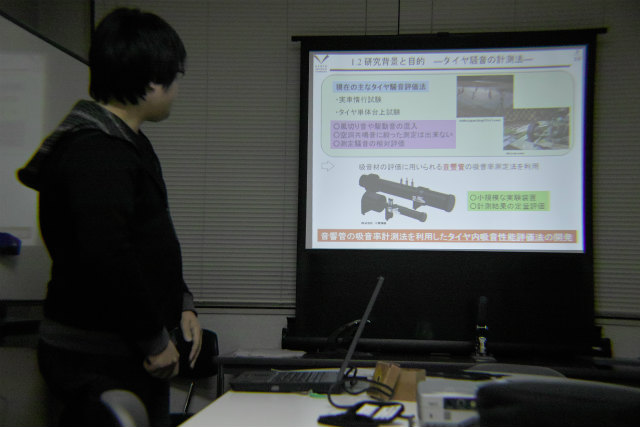 1.2 研究背景と目的 ―タイヤ騒音の計測法―
現在の主なタイヤ騒音評価法
・実車惰行試験
・タイヤ単体台上試験
○風切り音や駆動音の混入
○空洞共鳴音に絞った測定は出来ない
○測定騒音の相対評価
吸音材の評価に用いられる音響管の吸音率測定法を利用
○小規模な実験装置
○計測結果の定量評価
音響管の吸音率計測法を利用したタイヤ内吸音性能評価法の開発